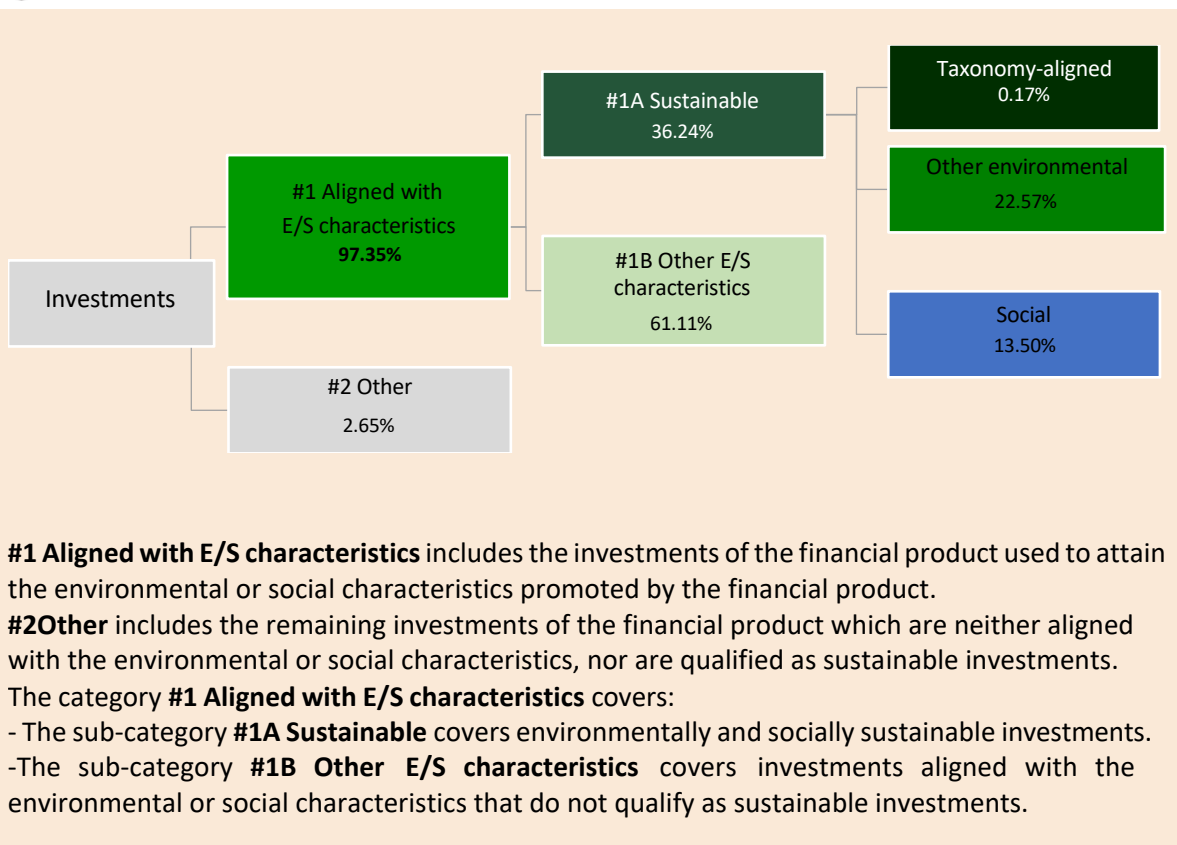 Investments
#1 Aligned with
E/S characteristics
97.35%
#2 Other
2.65%
#1A Sustainable
36.24%
#1B Other E/S
characteristics
61.11%
Taxonomy-aligned
0.17%
Other environmental
22.57%
Social
13.50%
#1 Aligned with E/S characteristics includes the investments of the financial product used to attain
the environmental or social characteristics promoted by the financial product.
#2Other includes the remaining investments of the financial product which are neither aligned
with the environmental or social characteristics, nor are qualified as sustainable investments.
The category #1 Aligned with E/S characteristics covers:
- The sub-category #1A Sustainable covers environmentally and socially sustainable investments.
-The sub-category #1B Other E/S characteristics covers investments aligned with the
environmental or social characteristics that do not qualify as sustainable investments.